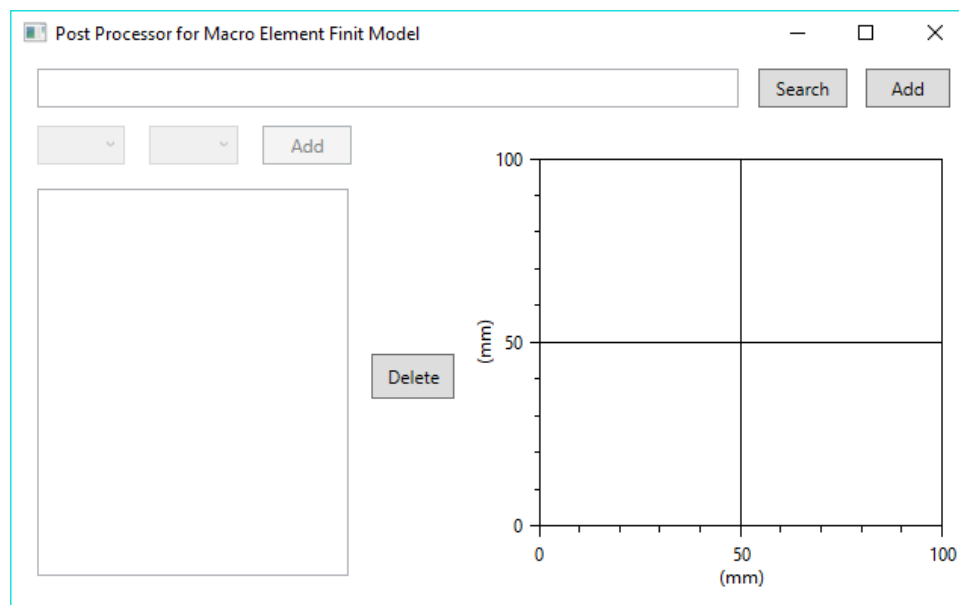 Post Processor for Macro Element Finit Model
Search
Add
Add
Delete
100
50
0
(mm)
0
50
100
(mm)